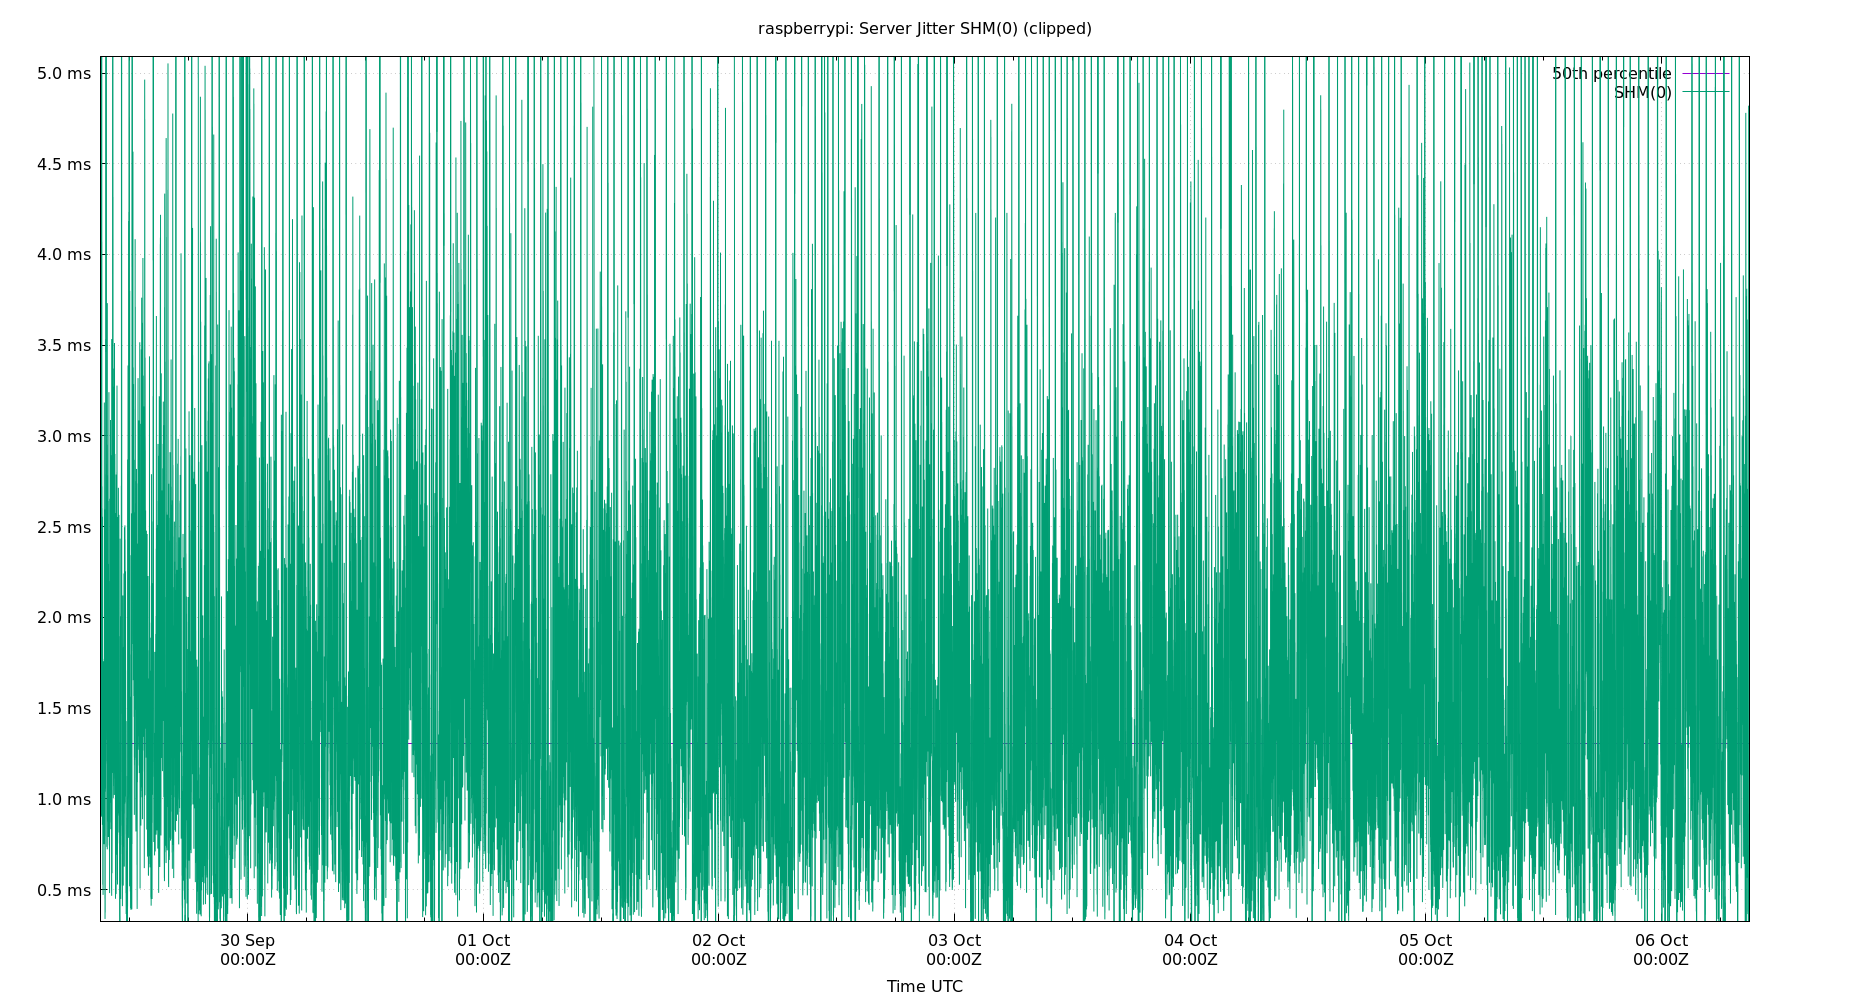 raspberrypi: Server Jitter SHM(0) (clipped)
5.0 ms
4.5 ms
4.0 ms
3.5 ms
3.0 ms
2.5 ms
2.0 ms
1.5 ms
1.0 ms
0.5 ms
50th percentile
SHM(0)
30 Sep 01 Oct 02 Oct 03 Oct 04 Oct 05 Oct 06 Oct
00:00Z 00:00Z 00:00Z 00:00Z 00:00Z 00:00Z 00:00Z
Time UTC